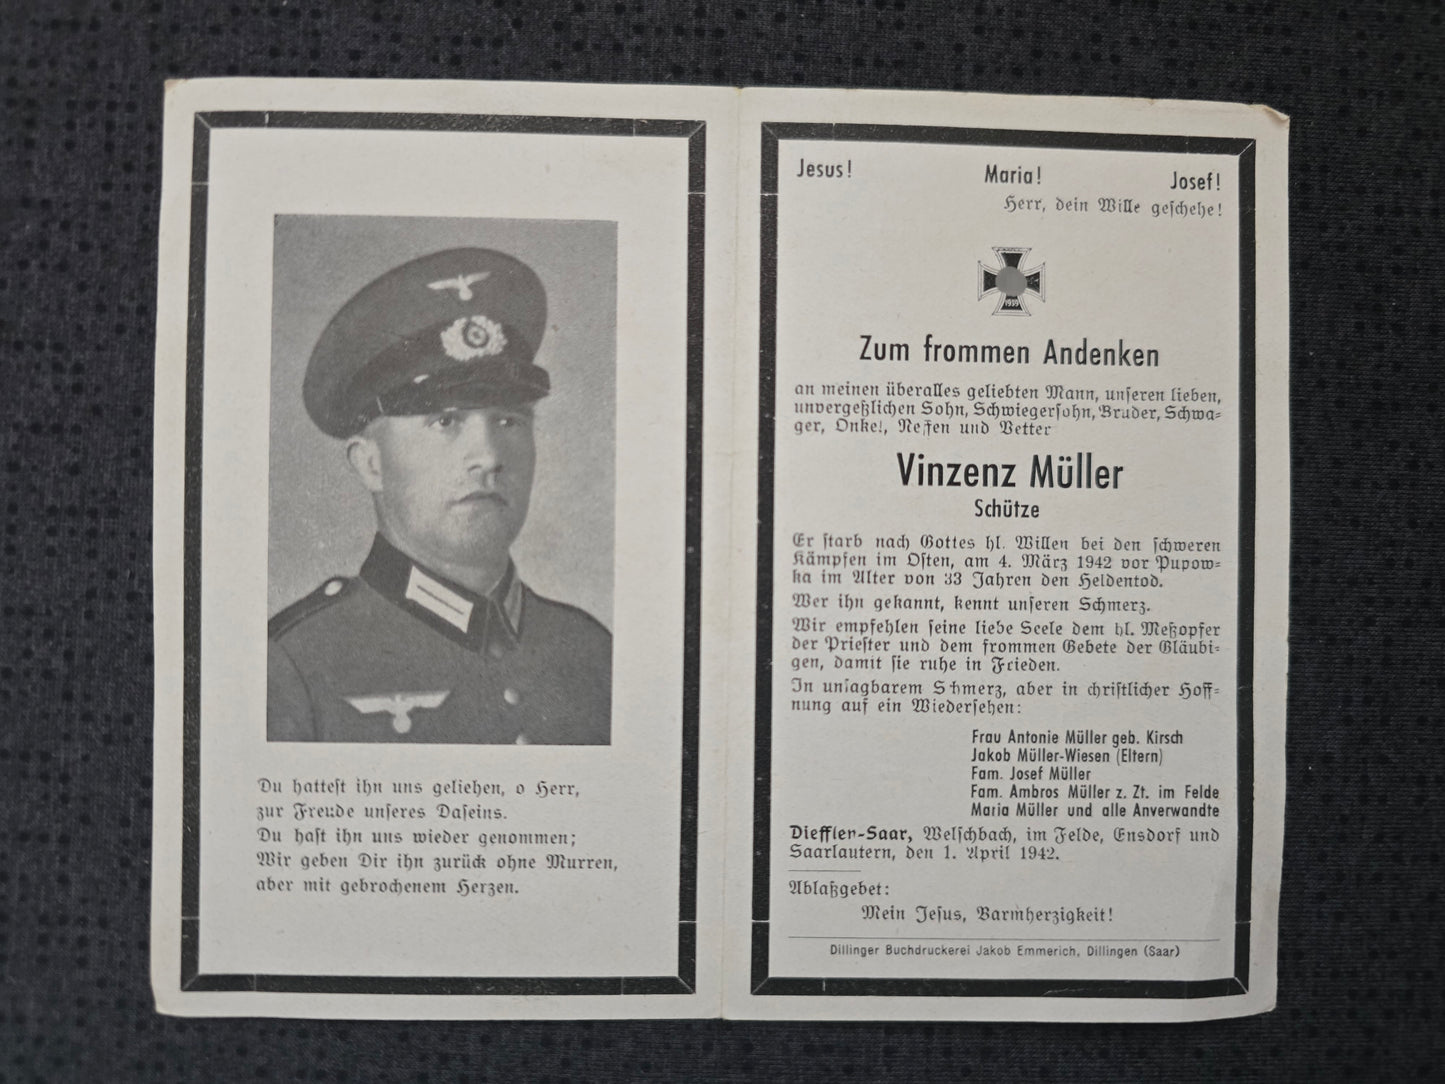 Du hattest ihn uns geliehen, o Herr,
zur Freude unseres Daseins.
Du hast ihn uns wieder genommen;
Wir geben Dir ihn zurück ohne Murren,
aber mit gebrochenem Herzen.
Jesus! Maria! Josef!
Herr, dein Wille geschehe!
1939
Zum frommen Andenken
an meinen überalles geliebten Mann, unseren lieben,
unvergeßlichen Sohn, Schwiegersohn, Bruder, Schwa-
ger, Onkel, Neffen und Vetter
Vinzenz Müller
Schütze
Er starb nach Gottes hl. Willen bei den schweren
Kämpfen im Osten, am 4. März 1942 vor Pupow-
ka im Alter von 33 Jahren den Heldentod.
Wer ihn gekannt, kennt unseren Schmerz.
Wir empfehlen seine liebe Seele dem hl. Meßopfer
der Priester und dem frommen Gebete der Gläubi-
gen, damit sie ruhe in Frieden.
In unsagbarem Schmerz, aber in christlicher Hoff-
nung auf ein Wiedersehen:
Frau Antonie Müller geb. Kirsch
Jakob Müller-Wiesen (Eltern)
Fam. Josef Müller
Fam. Ambros Müller z. Zt. im Felde
Maria Müller und alle Anverwandte
Diefflen-Saar, Welschbach, im Felde, Ensdorf und
Saarlautern, den 1. April 1942.
Ablaßgebet:
Mein Jesus, Barmherzigkeit!
Dillinger Buchdruckerei Jakob Emmerich, Dillingen (Saar)